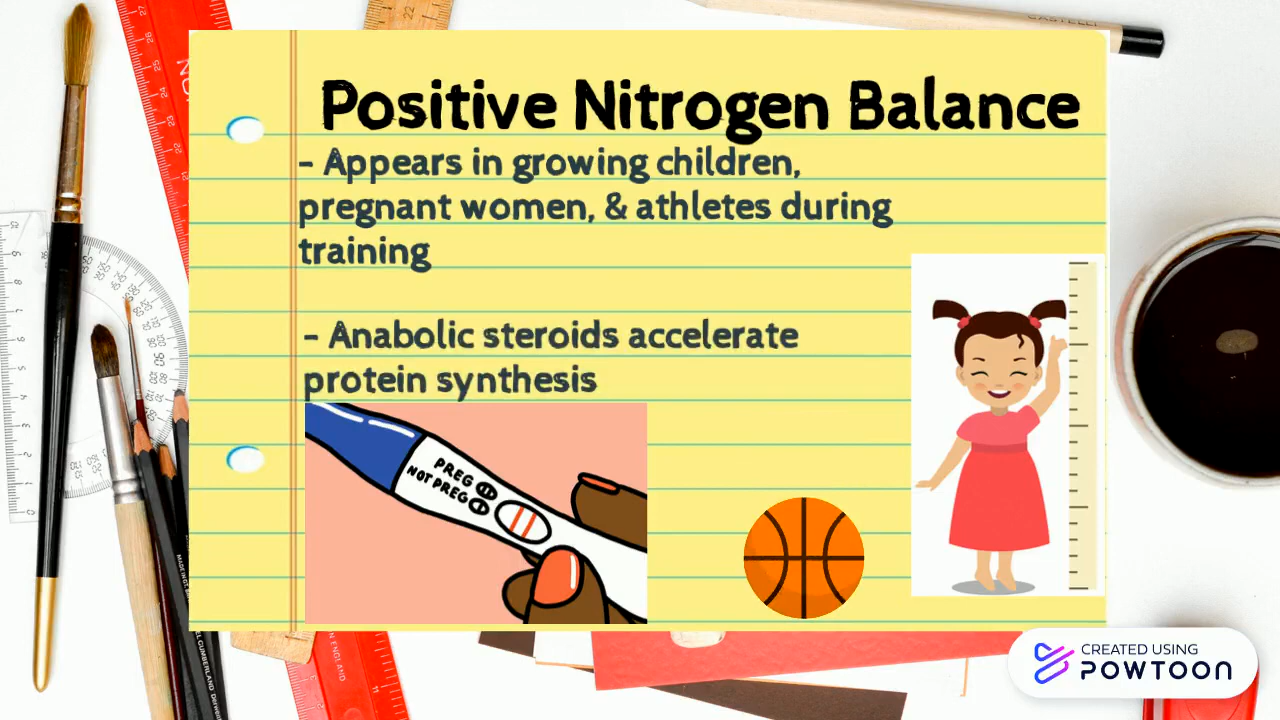 CASTELL
Positive Nitrogen Balance
- Appears in growing children,
pregnant women, & athletes during
training
- Anabolic steroids accelerate
protein synthesis
PREG
NOT PREG
CREATED USING
POWTOON